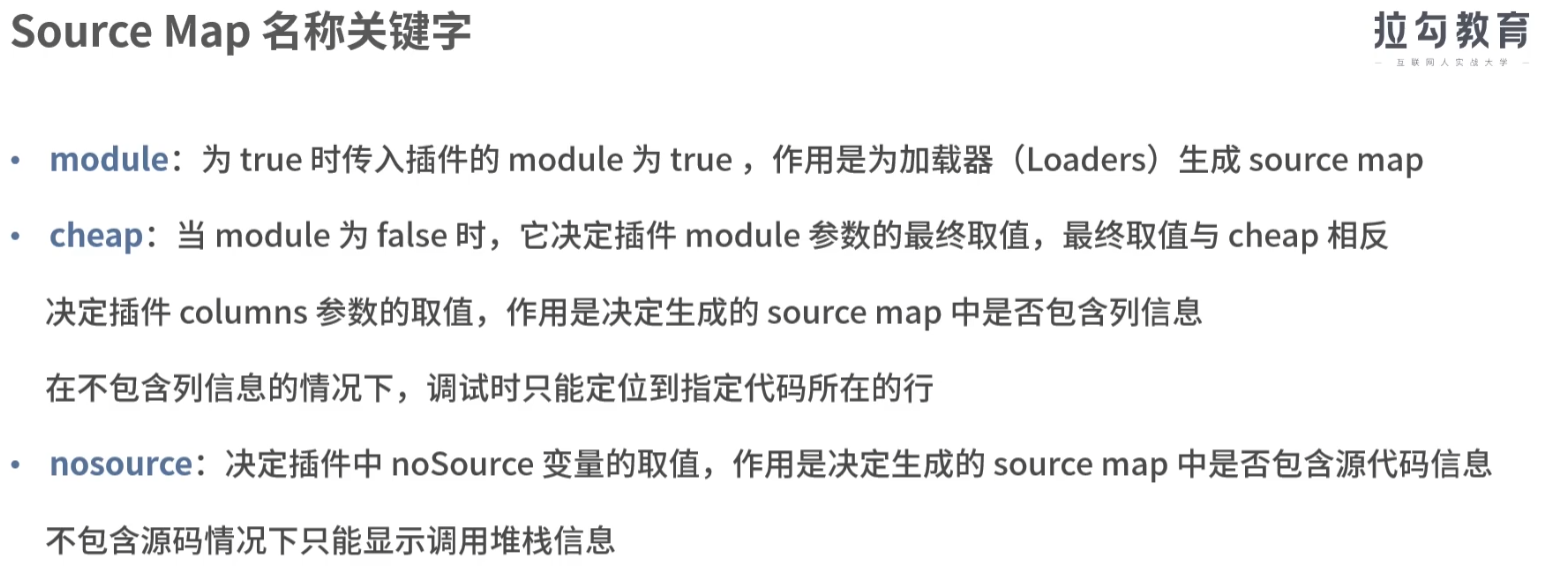 Source Map 名称关键字
拉勾教育
— 互联网人实战大学 —
• module：为 true 时传入插件的 module 为 true ，作用是为加载器（Loaders）生成 source map
• cheap：当 module 为 false 时，它决定插件 module 参数的最终取值，最终取值与 cheap 相反
决定插件 columns 参数的取值，作用是决定生成的 source map 中是否包含列信息
在不包含列信息的情况下，调试时只能定位到指定代码所在的行
• nosource：决定插件中 noSource 变量的取值，作用是决定生成的 source map 中是否包含源代码信息
不包含源码情况下只能显示调用堆栈信息